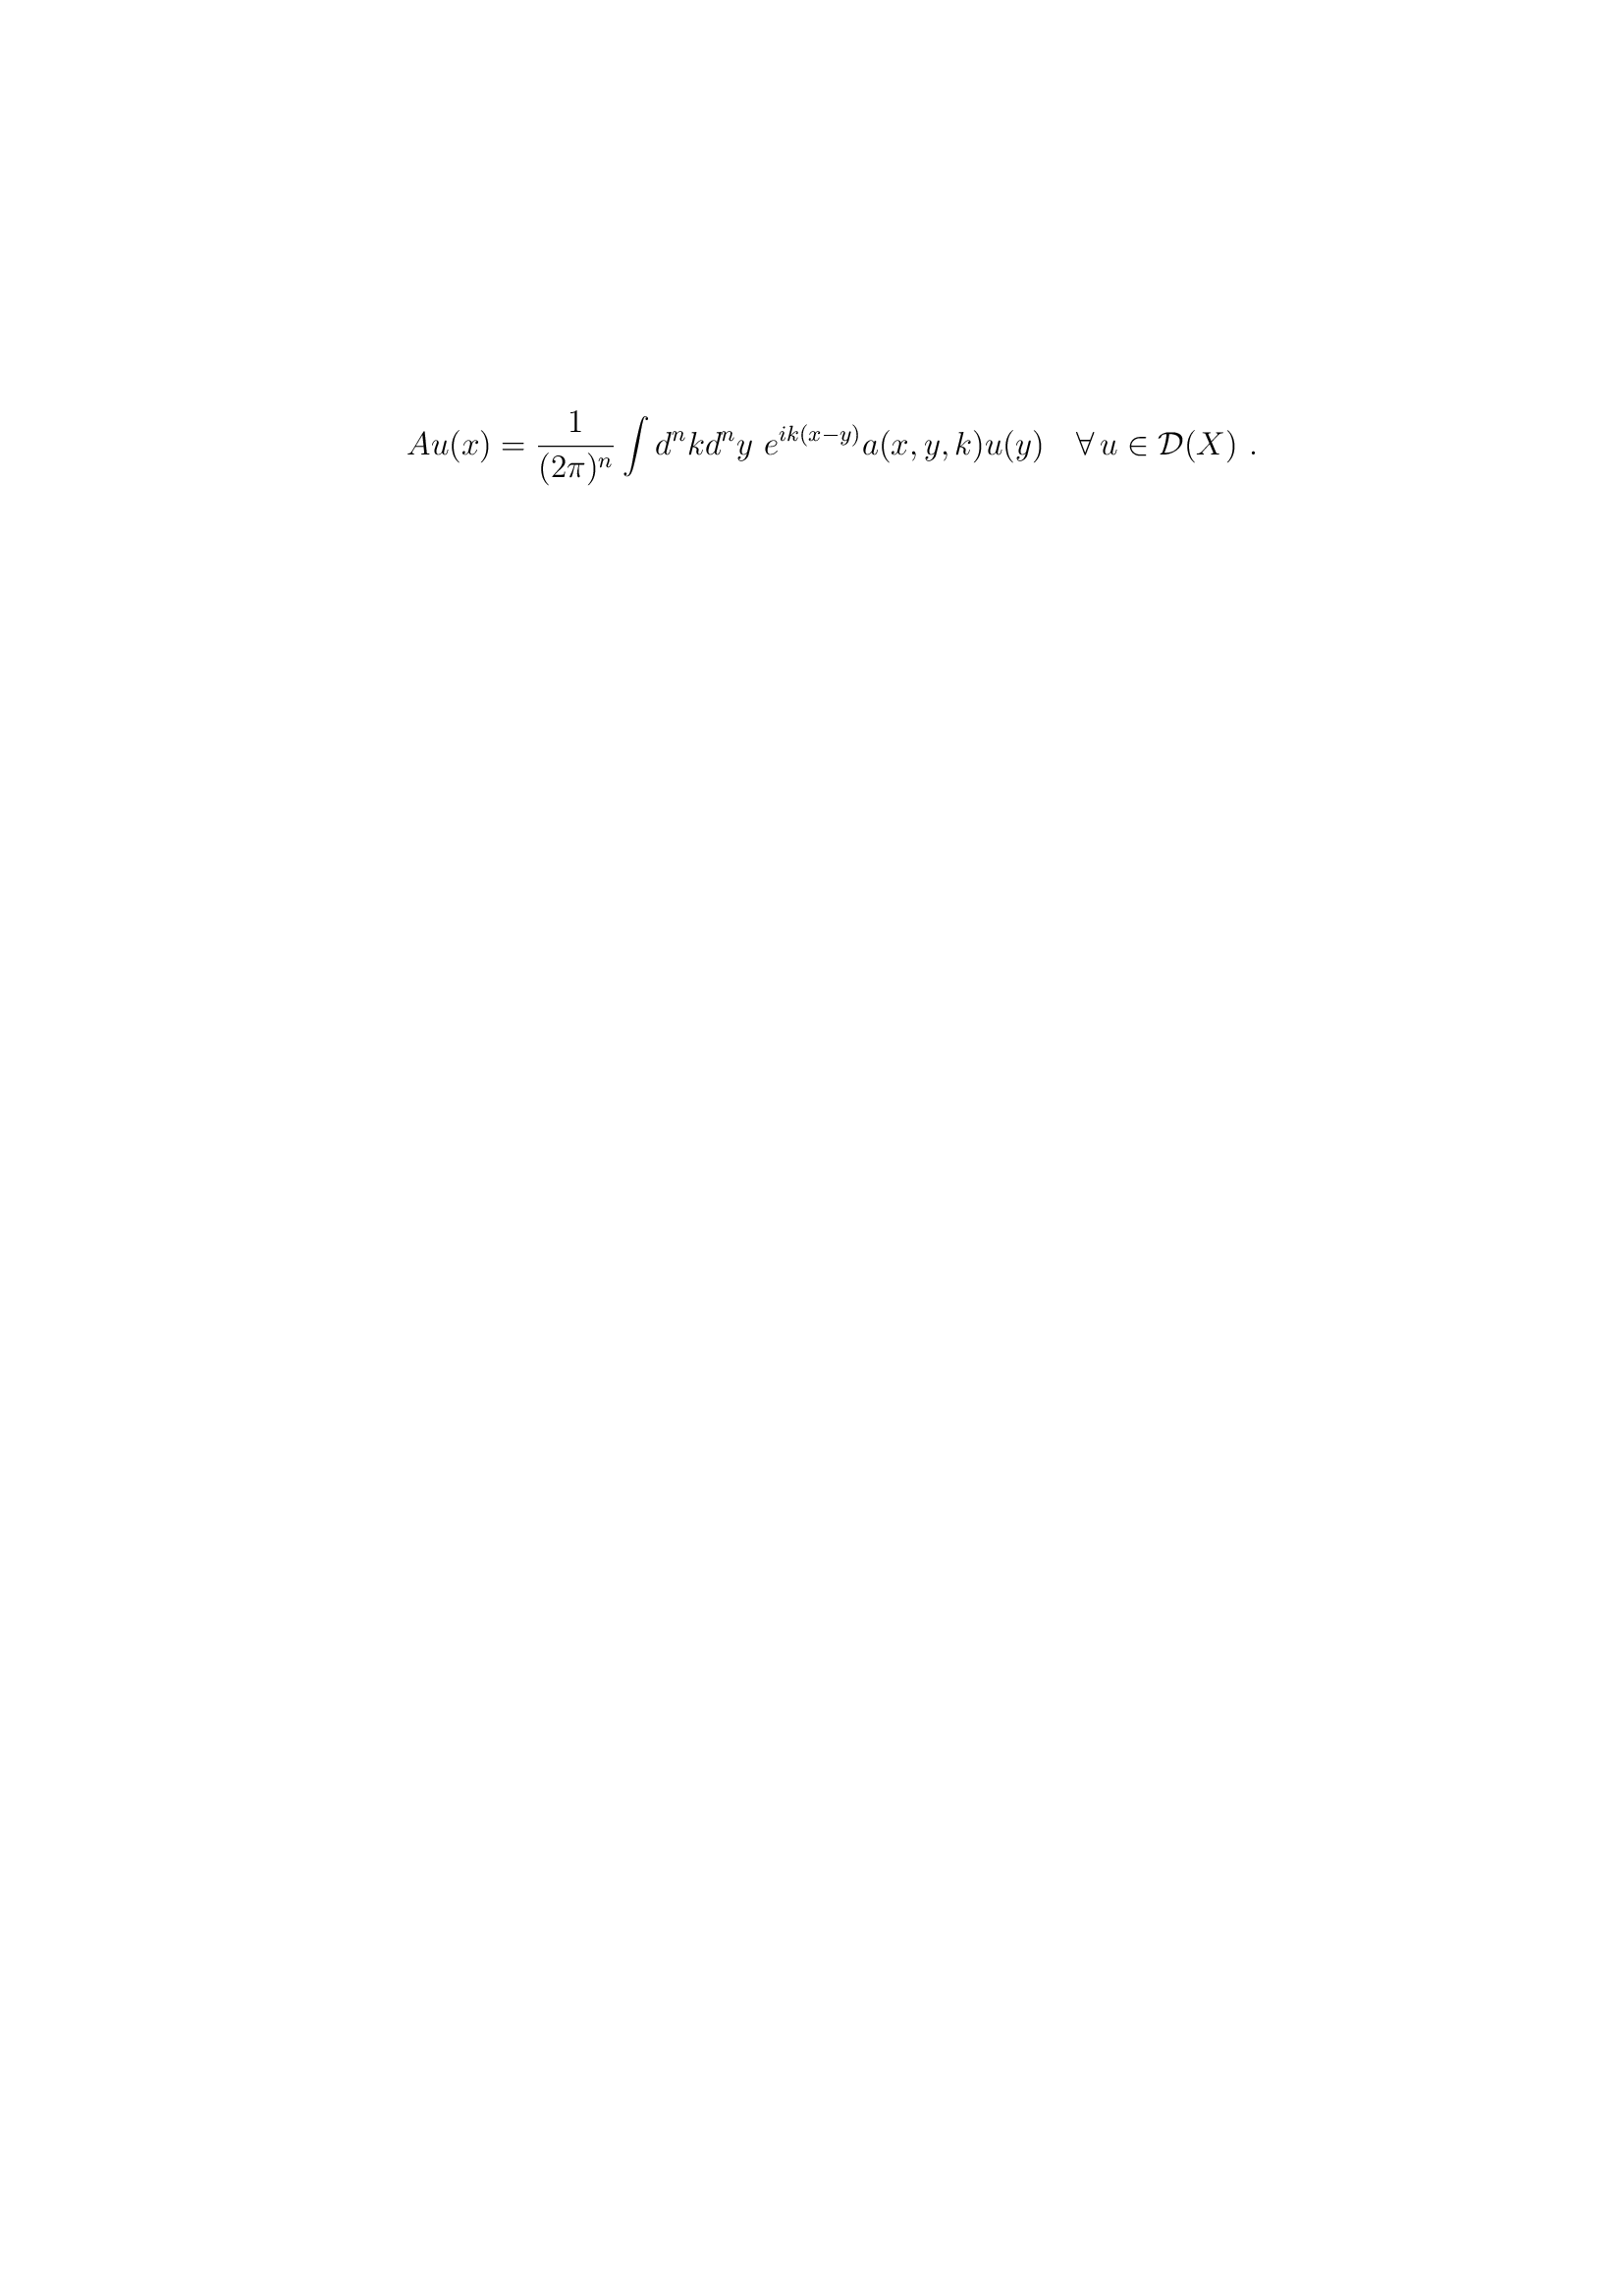 $Au(x) = \frac{1}{(2\pi)^n} \int d^n k d^n y \ e^{ik(x-y)} a(x,y,k) u(y) \quad \forall \, u \in \mathcal{D}(X) \ .$